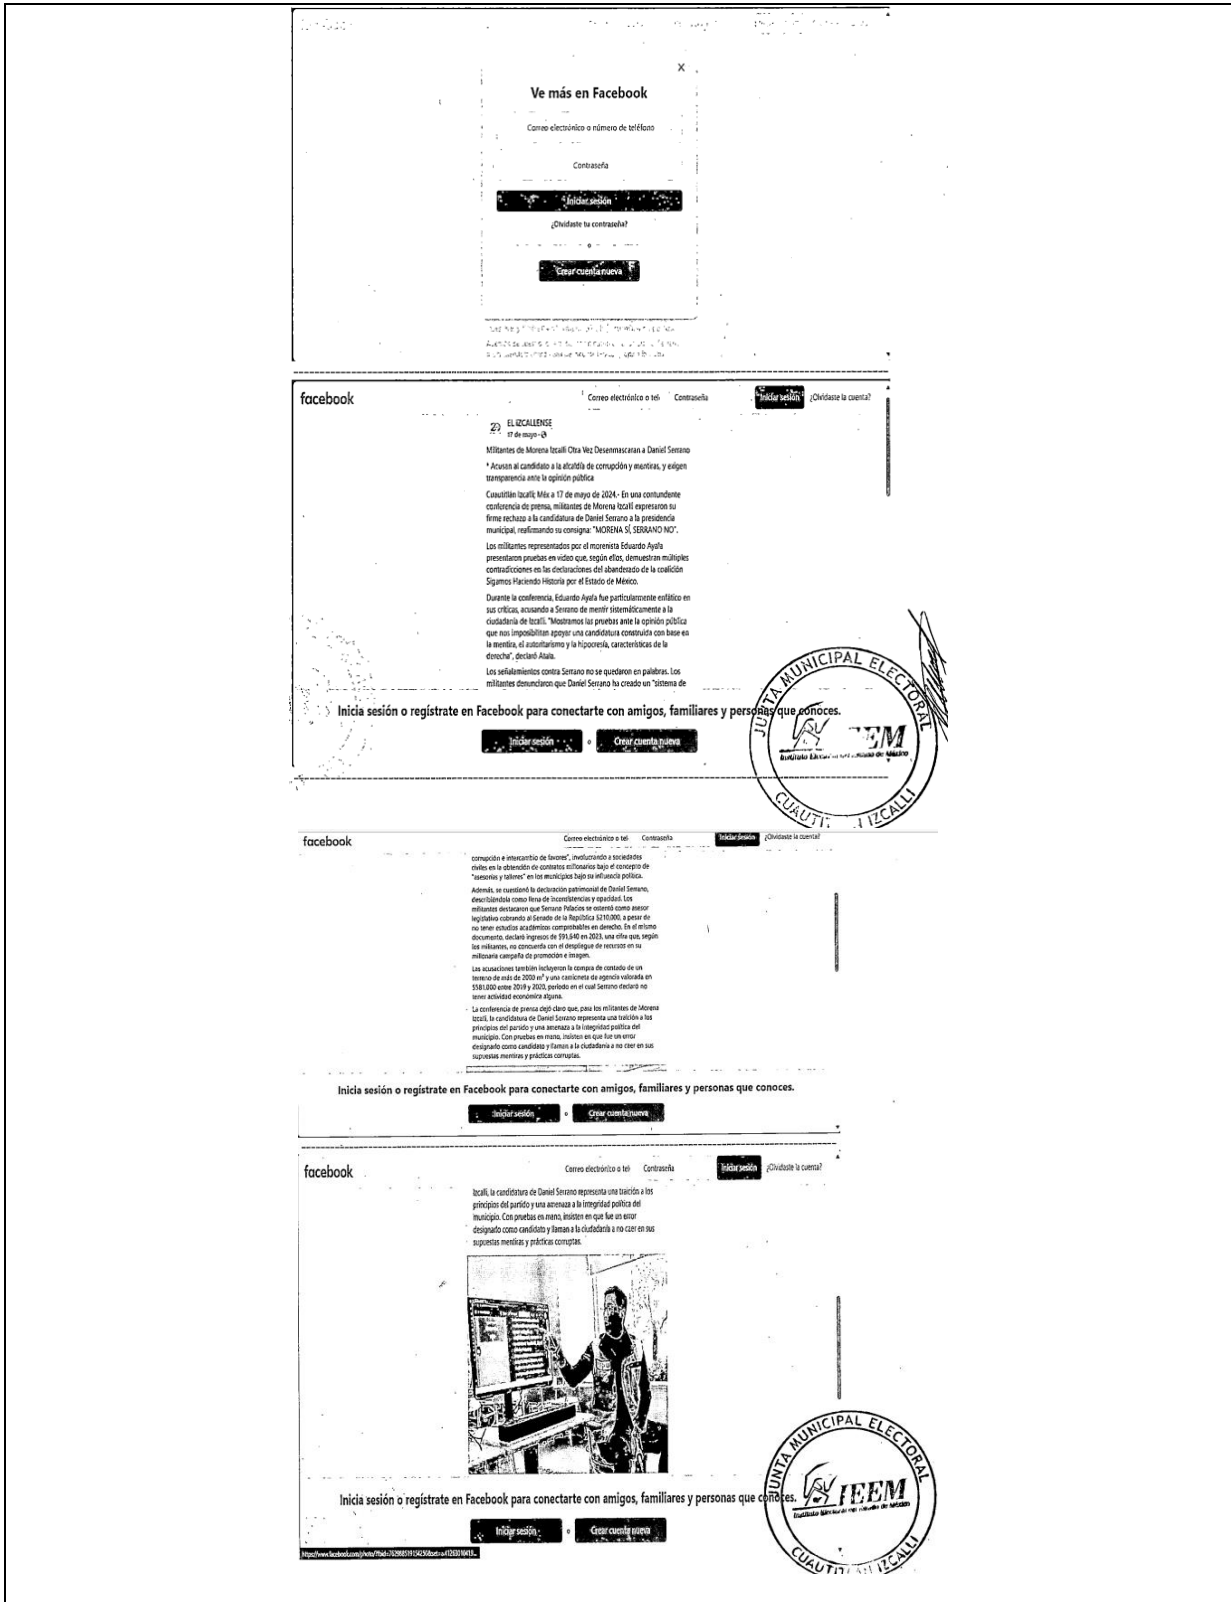 X
Ve más en Facebook
Correo electrónico o número de teléfono
Contraseña
Iniciar sesión
¿Olvidaste tu contraseña?
o
Crear cuenta nueva
facebook
Correo electrónico o tel Contraseña Iniciar sesión ¿Olvidaste la cuenta?
EL IZCALLENSE
17 de mayo
Militantes de Morena Izcalli Otra Vez Desenmascaran a Daniel Serrano
* Acusan al candidato a la alcaldía de corrupción y mentiras, y exigen
transparencia ante la opinión pública
Cuautitlán Izcalli; Méx a 17 de mayo de 2024.- En una contundente
conferencia de prensa, militantes de Morena Izcalli expresaron su
firme rechazo a la candidatura de Daniel Serrano a la presidencia
municipal, reafirmando su consigna: "MORENA SÍ, SERRANO NO".
Los militantes representados por el morenista Eduardo Ayala
presentaron pruebas en video que, según ellos, demuestran múltiples
contradicciones en las declaraciones del abanderado de la coalición
Sigamos Haciendo Historia por el Estado de México.
Durante la conferencia, Eduardo Ayala fue particularmente enfático en
sus críticas, acusando a Serrano de mentir sistemáticamente a la
ciudadanía de Izcalli. "Mostramos las pruebas ante la opinión pública
que nos imposibilitan apoyar una candidatura construida con base en
la mentira, el autoritarismo y la hipocresía, características de la
derecha", declaró Atala.
Los señalamientos contra Serrano no se quedaron en palabras. Los
militantes denunciaron que Daniel Serrano ha creado un "sistema de
Inicia sesión o regístrate en Facebook para conectarte con amigos, familiares y personas que conoces.
Iniciar sesión o Crear cuenta nueva
JUNTA MUNICIPAL ELECTORAL
IEEM
Instituto Electoral del Estado de México
CUAUTITLAN IZCALLI
facebook
Correo electrónico o tel Contraseña Iniciar sesión ¿Olvidaste la cuenta?
corrupción e intercambio de favores", involucrando a sociedades
civiles en la obtención de contratos millonarios bajo el concepto de
"asesorías y talleres" en los municipios bajo su influencia política.
Además, se cuestionó la declaración patrimonial de Daniel Serrano,
describiéndola como llena de inconsistencias y opacidad. Los
militantes destacaron que Serrano Palacios se ostentó como asesor
legislativo cobrando al Senado de la República $210,000, a pesar de
no tener estudios académicos comprobables en derecho. En el mismo
documento, declaró ingresos de $91,640 en 2023, una cifra que, según
los militantes, no concuerda con el despliegue de recursos en su
millonaria campaña de promoción e imagen.
Las acusaciones también incluyeron la compra de contado de un
terreno de más de 2000 m² y una camioneta de agencia valorada en
$581,000 entre 2019 y 2020, periodo en el cual Serrano declaró no
tener actividad económica alguna.
La conferencia de prensa dejó claro que, para los militantes de Morena
Izcalli, la candidatura de Daniel Serrano representa una traición a los
principios del partido y una amenaza a la integridad política del
municipio. Con pruebas en mano, insisten en que fue un error
designarlo como candidato y llaman a la ciudadanía a no caer en sus
supuestas mentiras y prácticas corruptas.
Inicia sesión o regístrate en Facebook para conectarte con amigos, familiares y personas que conoces.
Iniciar sesión o Crear cuenta nueva
facebook
Correo electrónico o tel Contraseña Iniciar sesión ¿Olvidaste la cuenta?
Izcalli, la candidatura de Daniel Serrano representa una traición a los
principios del partido y una amenaza a la integridad política del
municipio. Con pruebas en mano, insisten en que fue un error
designarlo como candidato y llaman a la ciudadanía a no caer en sus
supuestas mentiras y prácticas corruptas.
Inicia sesión o regístrate en Facebook para conectarte con amigos, familiares y personas que conoces.
Iniciar sesión o Crear cuenta nueva
JUNTA MUNICIPAL ELECTORAL
IEEM
Instituto Electoral del Estado de México
CUAUTITLAN IZCALLI